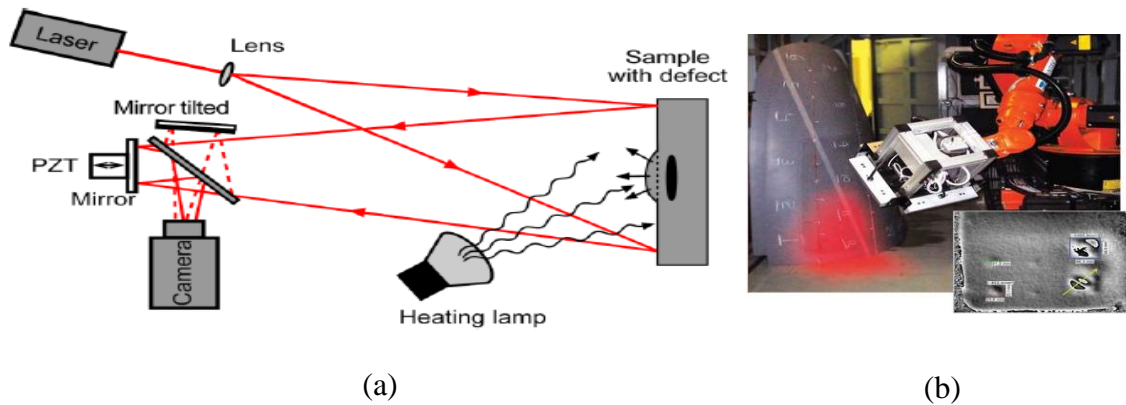 Laser
Lens
Sample
with defect
Mirror tilted
PZT
Mirror
Camera
Heating lamp
(a)
(b)